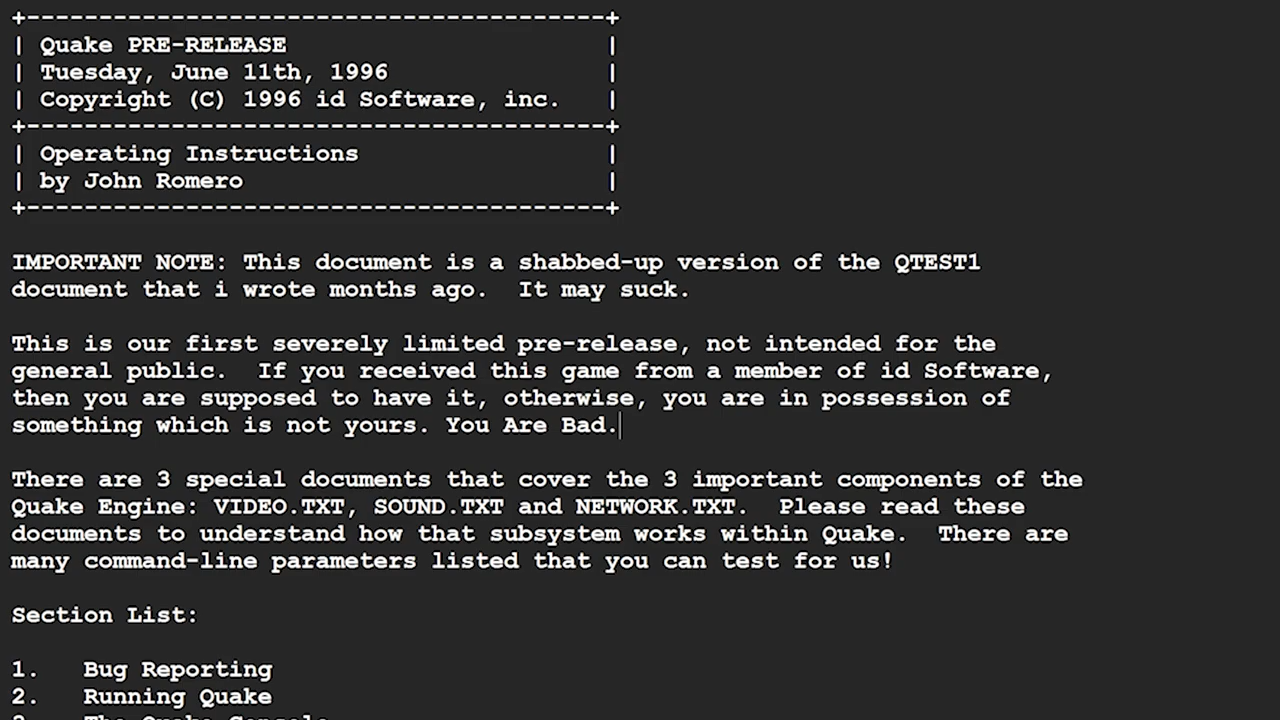 +----------------------------------------+
| Quake PRE-RELEASE                      |
| Tuesday, June 11th, 1996               |
| Copyright (C) 1996 id Software, inc.   |
+----------------------------------------+
| Operating Instructions                 |
| by John Romero                         |
+----------------------------------------+
IMPORTANT NOTE: This document is a shabbed-up version of the QTEST1
document that i wrote months ago.  It may suck.
This is our first severely limited pre-release, not intended for the
general public.  If you received this game from a member of id Software,
then you are supposed to have it, otherwise, you are in possession of
something which is not yours. You Are Bad.
There are 3 special documents that cover the 3 important components of the
Quake Engine: VIDEO.TXT, SOUND.TXT and NETWORK.TXT.  Please read these
documents to understand how that subsystem works within Quake.  There are
many command-line parameters listed that you can test for us!
Section List:
1.   Bug Reporting
2.   Running Quake
3.   The Quake Console